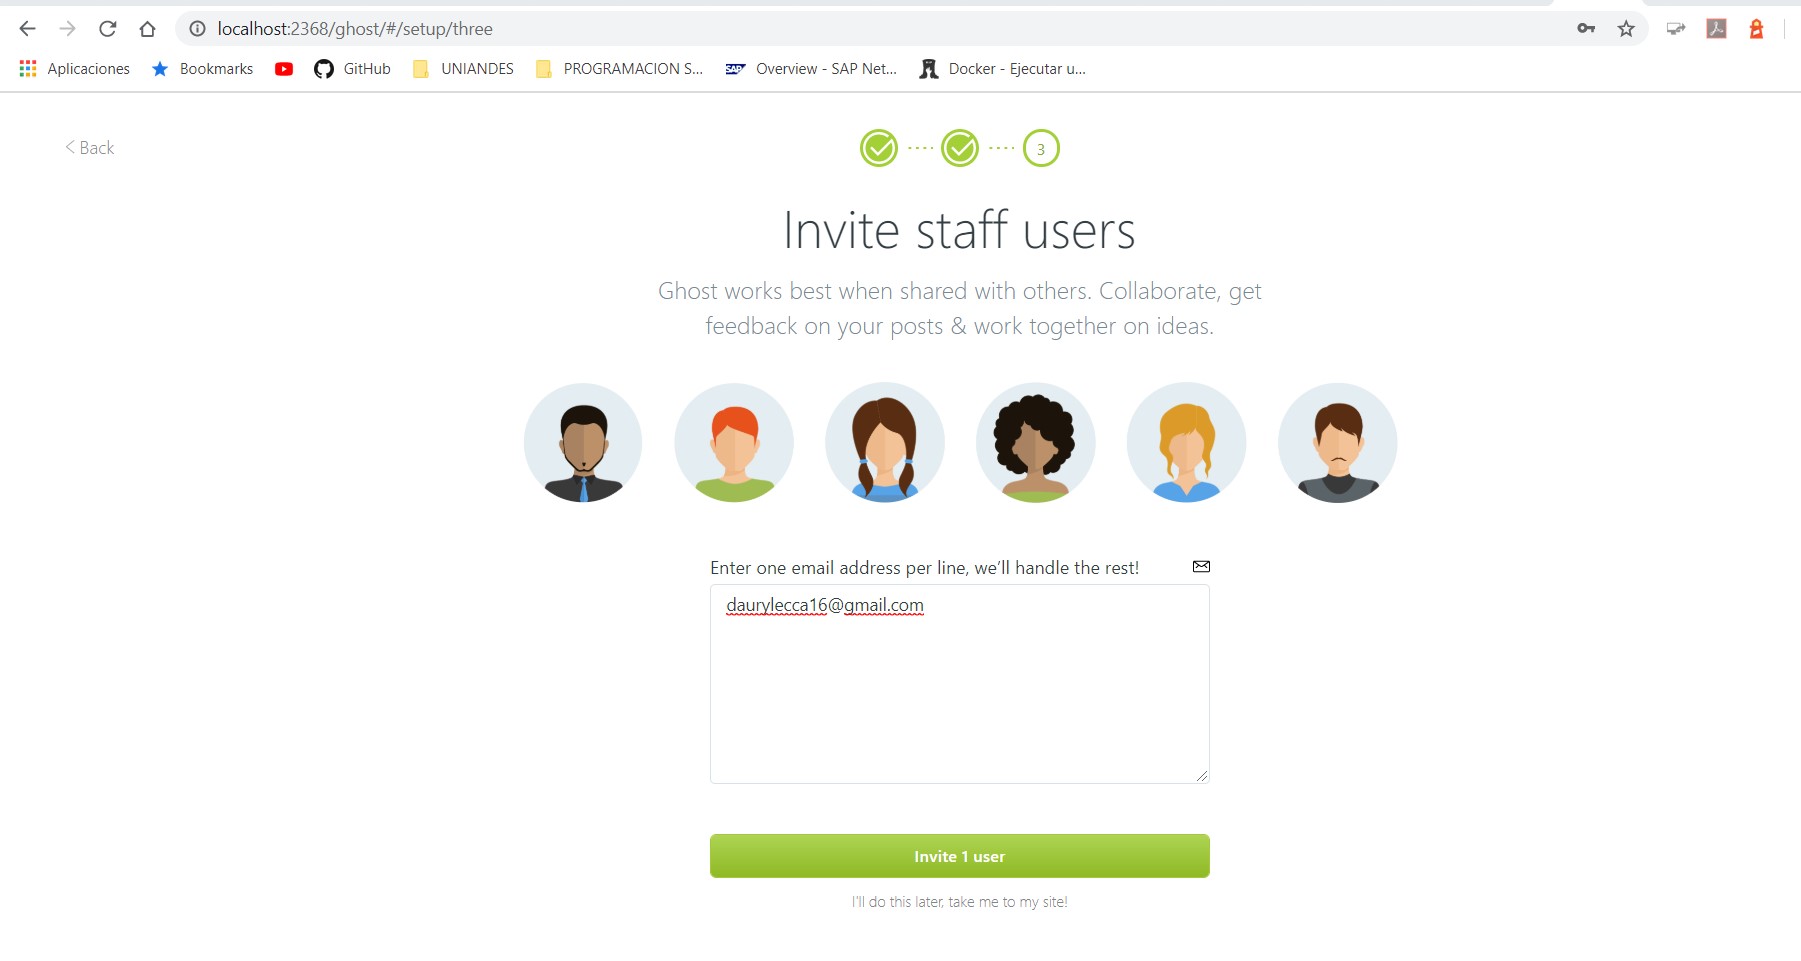 localhost:2368/ghost/#/setup/three
Aplicaciones Bookmarks GitHub UNIANDES PROGRAMACION S... SAP Overview - SAP Net... Docker - Ejecutar u...
Back
3
Invite staff users
Ghost works best when shared with others. Collaborate, get
feedback on your posts & work together on ideas.
Enter one email address per line, we’ll handle the rest!
daurylecca16@gmail.com
Invite 1 user
I'll do this later, take me to my site!